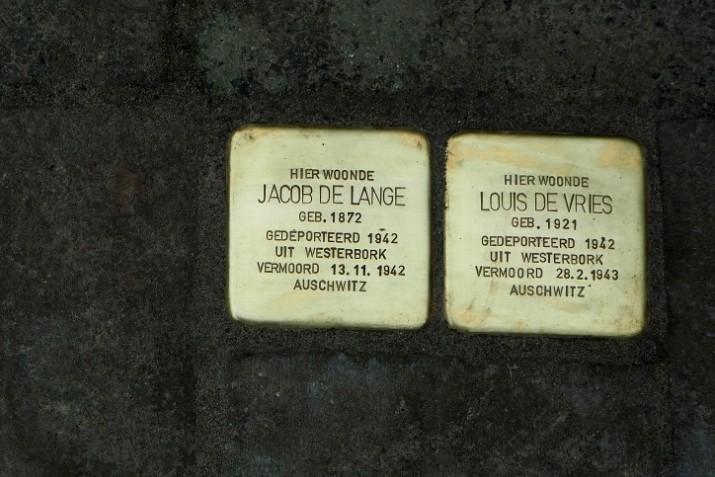 HIER WOONDE
JACOB DE LANGE
GEB. 1872
GEDEPORTEERD 1942
UIT WESTERBORK
VERMOORD 13.11.1942
AUSCHWITZ
HIER WOONDE
LOUIS DE VRIES
GEB. 1921
GEDEPORTEERD 1942
UIT WESTERBORK
VERMOORD 28.2.1943
AUSCHWITZ